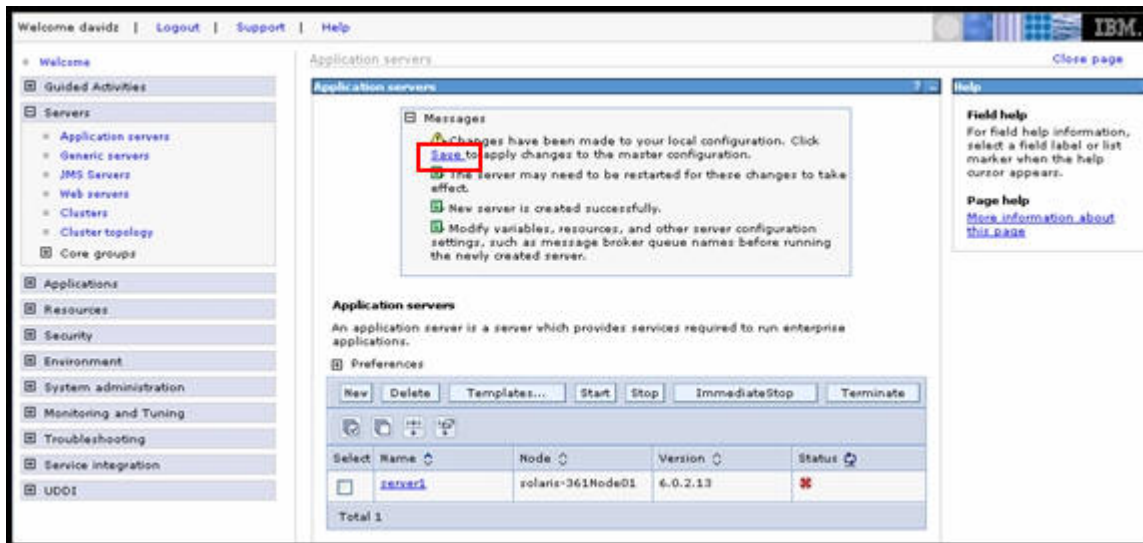 Welcome davidz | Logout | Support | Help
IBM.
Welcome
Guided Activities
Servers
Application servers
Generic servers
JMS Servers
Web servers
Clusters
Cluster topology
Core groups
Applications
Resources
Security
Environment
System administration
Monitoring and Tuning
Troubleshooting
Service integration
UDDI
Application servers
Close page
Application servers
? -
Messages
Changes have been made to your local configuration. Click
Save to apply changes to the master configuration.
The server may need to be restarted for these changes to take
effect.
New server is created successfully.
Modify variables, resources, and other server configuration
settings, such as message broker queue names before running
the newly created server.
Application servers
An application server is a server which provides services required to run enterprise
applications.
Preferences
New Delete Templates... Start Stop ImmediateStop Terminate
Select Name Node Version Status
server1 solaris-361Node01 6.0.2.13
Total 1
Help
Field help
For field help information,
select a field label or list
marker when the help
cursor appears.
Page help
More information about
this page